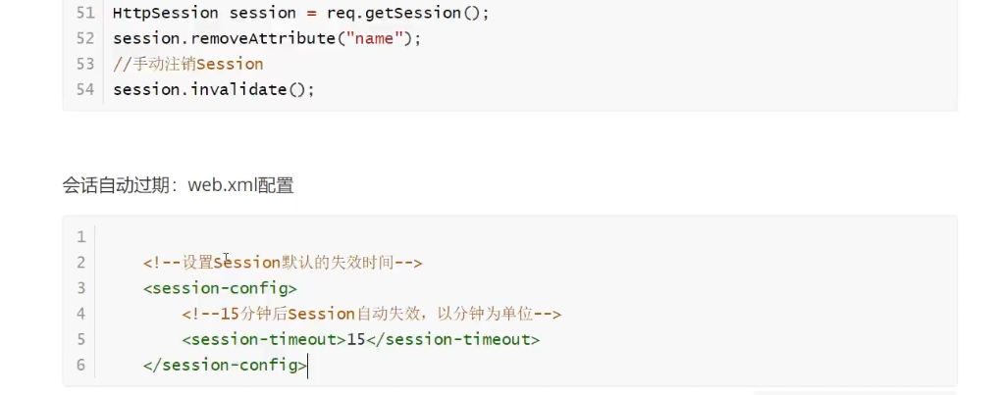 51 HttpSession session = req.getSession();
52 session.removeAttribute("name");
53 //手动注销Session
54 session.invalidate();
会话自动过期：web.xml配置
1
2 <!--设置Session默认的失效时间-->
3 <session-config>
4 <!--15分钟后Session自动失效，以分钟为单位-->
5 <session-timeout>15</session-timeout>
6 </session-config>